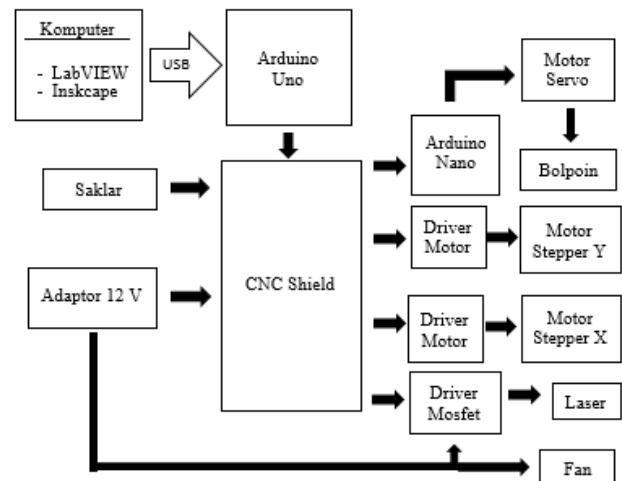 Komputer
- LabVIEW
- Inskcape
USB
Arduino
Uno
Motor
Servo
Arduino
Nano
Bolpoin
Saklar
CNC Shield
Driver
Motor
Motor
Stepper Y
Adaptor 12 V
Driver
Motor
Motor
Stepper X
Driver
Mosfet
Laser
Fan